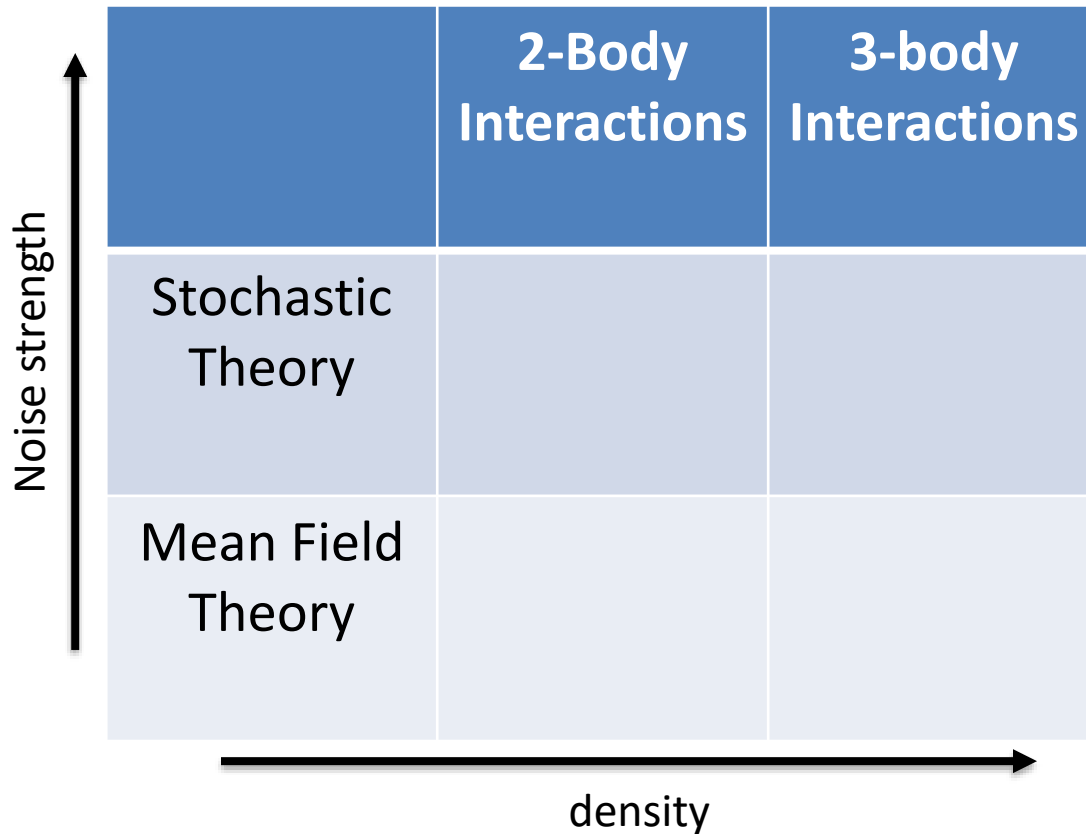 2-Body
Interactions
3-body
Interactions
Noise strength
Stochastic
Theory
Mean Field
Theory
density